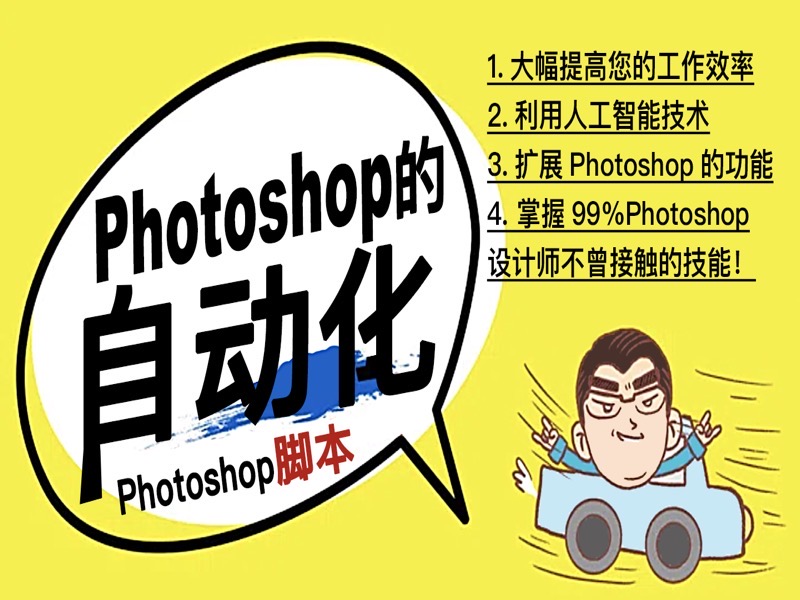 Photoshop的
自动化
Photoshop脚本
1. 大幅提高您的工作效率
2. 利用人工智能技术
3. 扩展 Photoshop 的功能
4. 掌握 99%Photoshop
设计师不曾接触的技能！